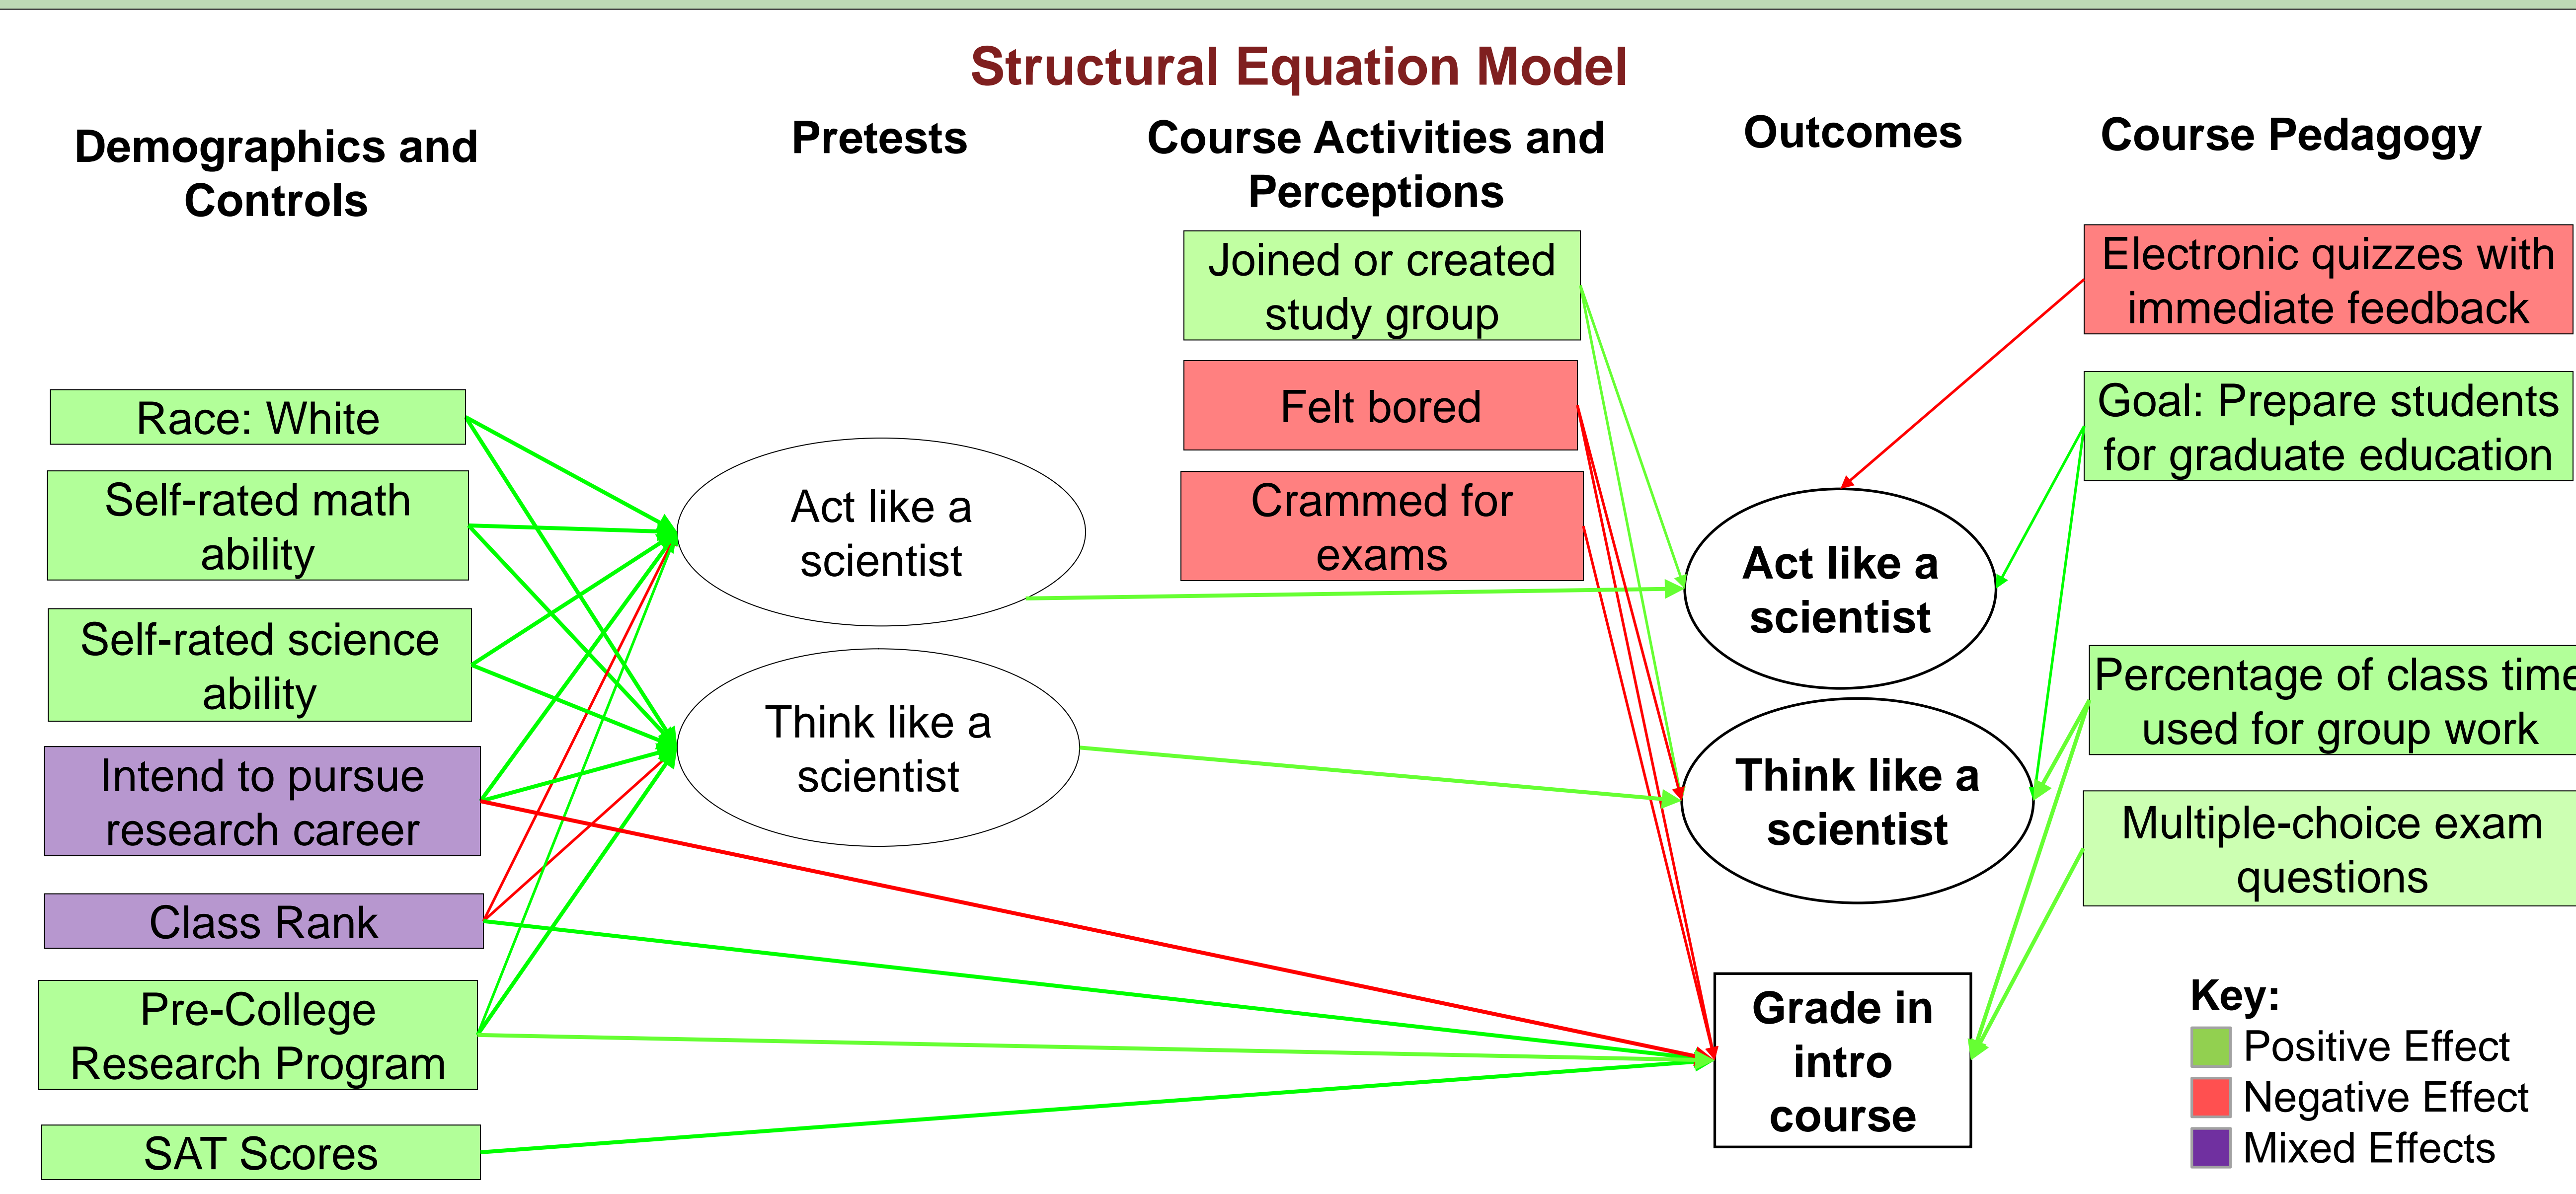 Structural Equation Model
Demographics and
Controls
Pretests
Course Activities and
Perceptions
Outcomes
Course Pedagogy
Race: White
Self-rated math
ability
Self-rated science
ability
Intend to pursue
research career
Class Rank
Pre-College
Research Program
SAT Scores
Act like a
scientist
Think like a
scientist
Joined or created
study group
Felt bored
Crammed for
exams
Act like a
scientist
Think like a
scientist
Grade in
intro
course
Electronic quizzes with
immediate feedback
Goal: Prepare students
for graduate education
Percentage of class time
used for group work
Multiple-choice exam
questions
Key:
Positive Effect
Negative Effect
Mixed Effects